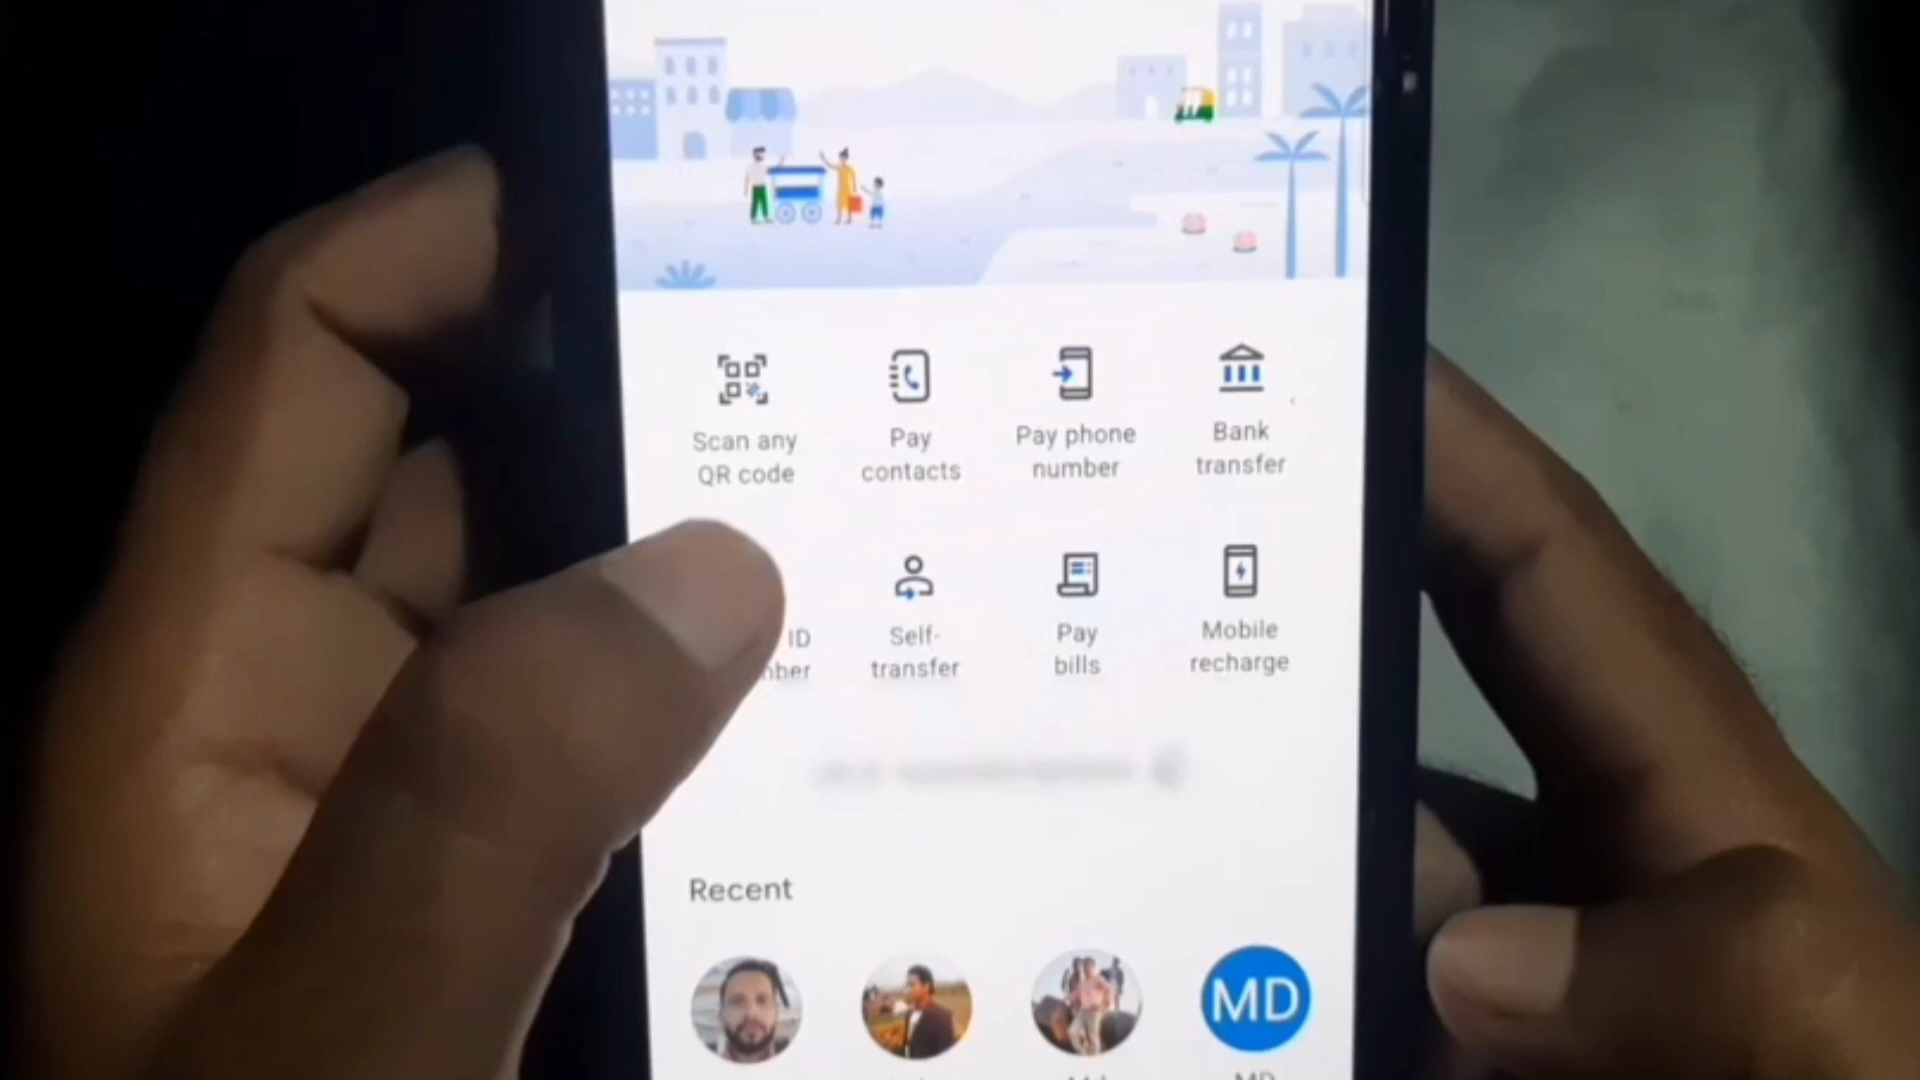 Scan any
QR code
Pay
contacts
Pay phone
number
Bank
transfer
ID
Self-
transfer
Pay
bills
Mobile
recharge
Recent
MD